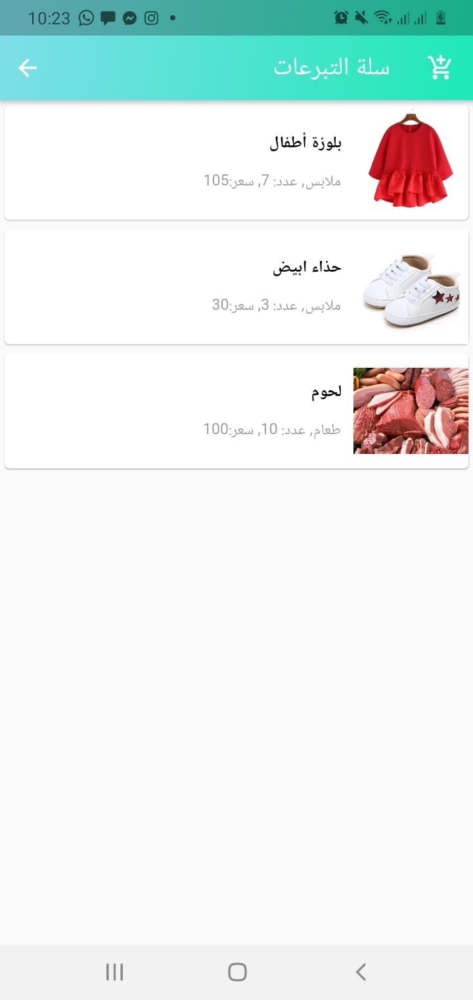 10:23
سلة التبرعات
بلوزة أطفال
ملابس, عدد: 7, سعر:105
حذاء ابيض
ملابس, عدد: 3, سعر:30
لحوم
طعام, عدد: 10, سعر:100